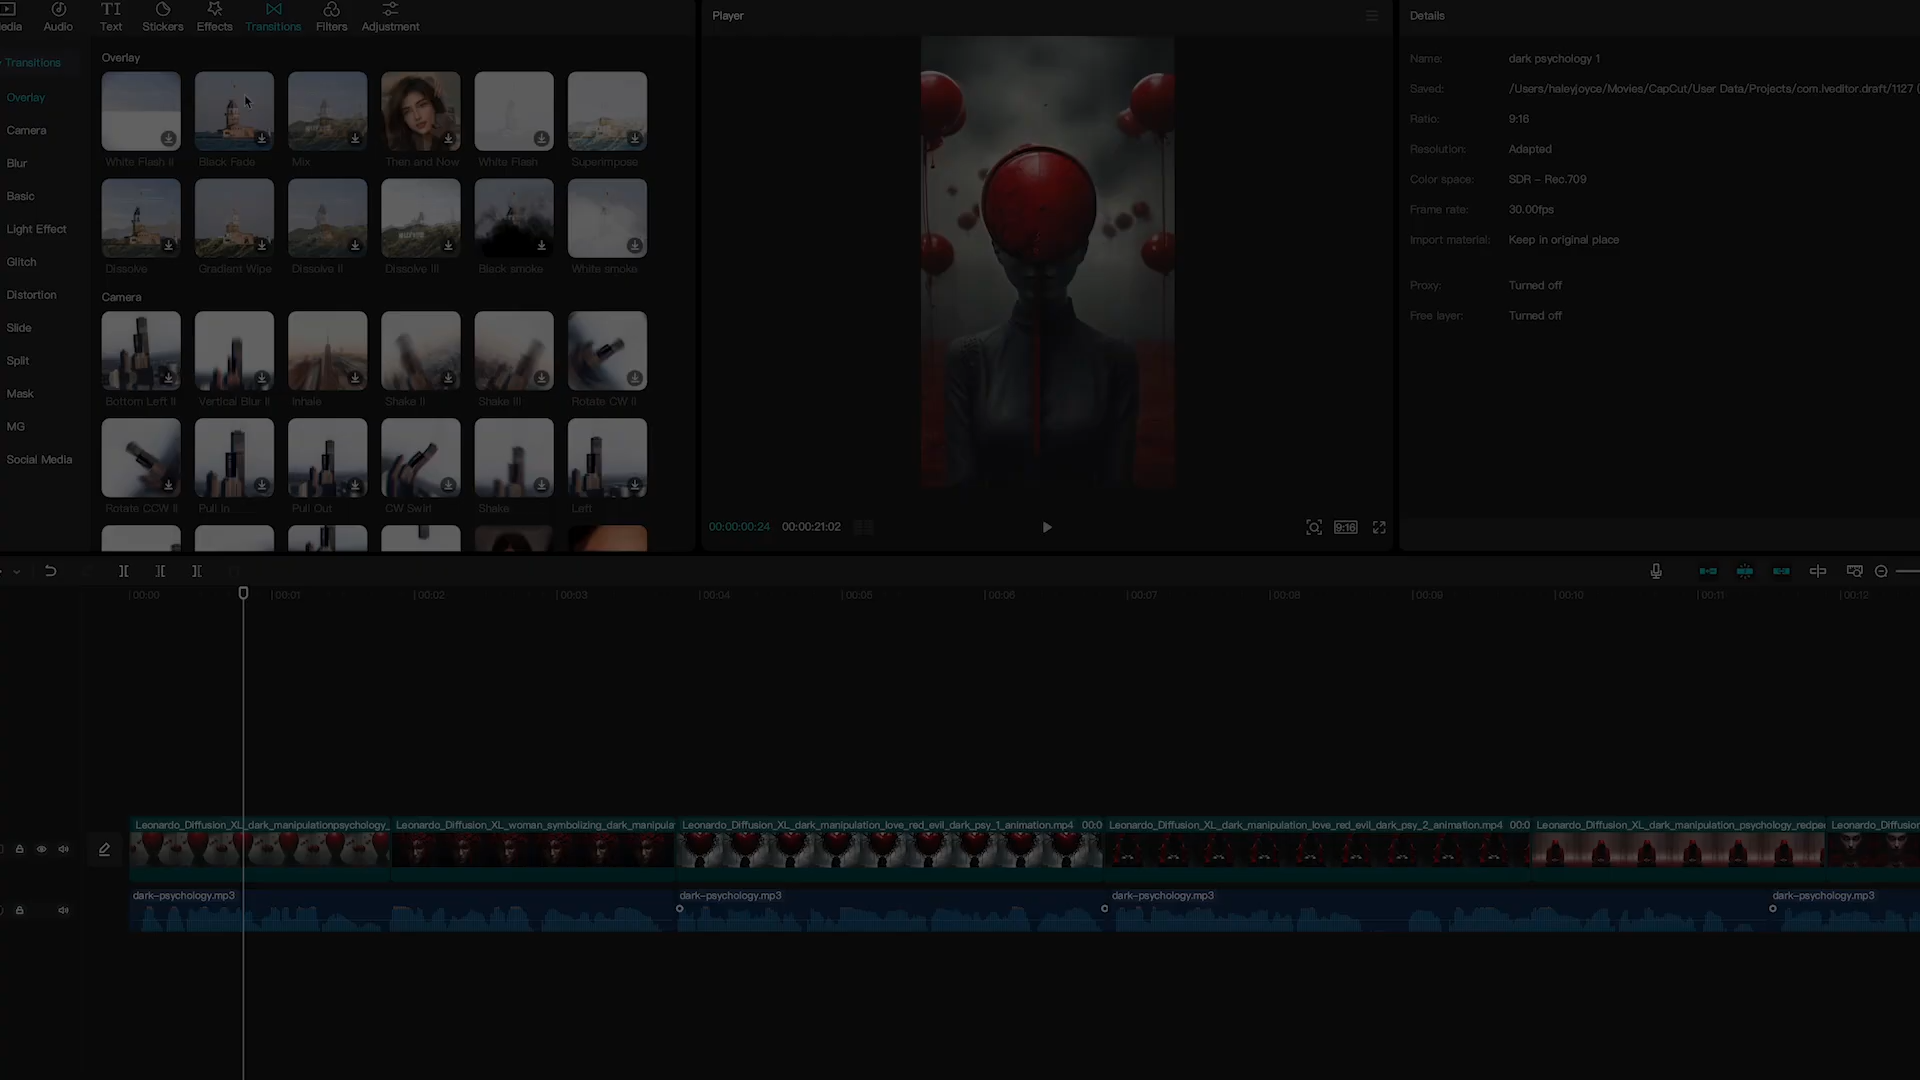 edia Audio Text Stickers Effects Transitions Filters Adjustment
Transitions
Overlay
Camera
Blur
Basic
Light Effect
Glitch
Distortion
Slide
Split
Mask
MG
Social Media
Overlay
White Flash II Black Fade Mix Then and Now White Flash Superimpose
Dissolve Gradient Wipe Dissolve II Dissolve III Black smoke White smoke
Camera
Bottom Left II Vertical Blur II Inhale Shake II Shake III Rotate CW II
Rotate CCW II Pull In Pull Out CW Swirl Shake Left
Player
00:00:00:24 00:00:21:02
9:16
Details
Name: dark psychology 1
Saved: /Users/haleyjoyce/Movies/CapCut/User Data/Projects/com.lveditor.draft/1127 (
Ratio: 9:16
Resolution: Adapted
Color space: SDR – Rec.709
Frame rate: 30.00fps
Import material: Keep in original place
Proxy: Turned off
Free layer: Turned off
00:00 00:01 00:02 00:03 00:04 00:05 00:06 00:07 00:08 00:09 00:10 00:11 00:12
Leonardo_Diffusion_XL_dark_manipulationpsychology_ Leonardo_Diffusion_XL_woman_symbolizing_dark_manipula Leonardo_Diffusion_XL_dark_manipulation_love_red_evil_dark_psy_1_animation.mp4 00:0 Leonardo_Diffusion_XL_dark_manipulation_love_red_evil_dark_psy_2_animation.mp4 00:0 Leonardo_Diffusion_XL_dark_manipulation_psychology_redpe Leonardo_Diffusion
dark-psychology.mp3 dark-psychology.mp3 dark-psychology.mp3 dark-psychology.mp3